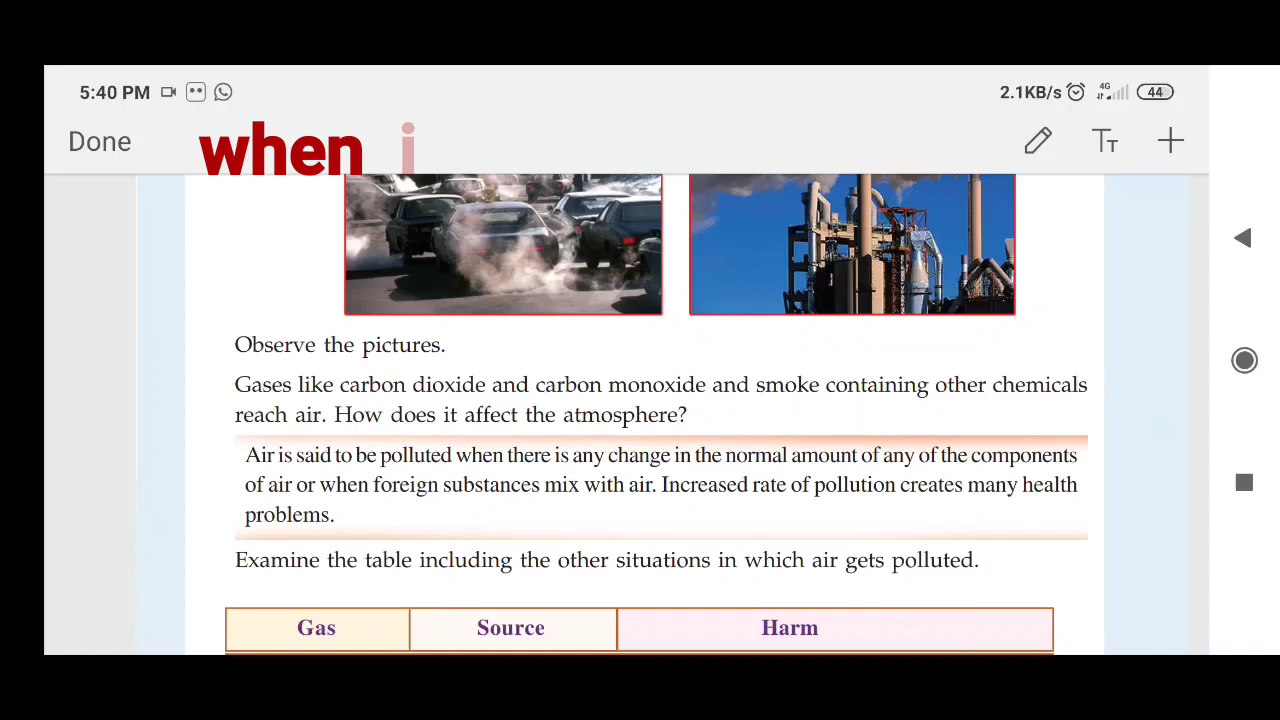 5:40 PM 2.1KB/s 4G 44
Done when i TT
Observe the pictures.
Gases like carbon dioxide and carbon monoxide and smoke containing other chemicals
reach air. How does it affect the atmosphere?
Air is said to be polluted when there is any change in the normal amount of any of the components
of air or when foreign substances mix with air. Increased rate of pollution creates many health
problems.
Examine the table including the other situations in which air gets polluted.
Gas Source Harm